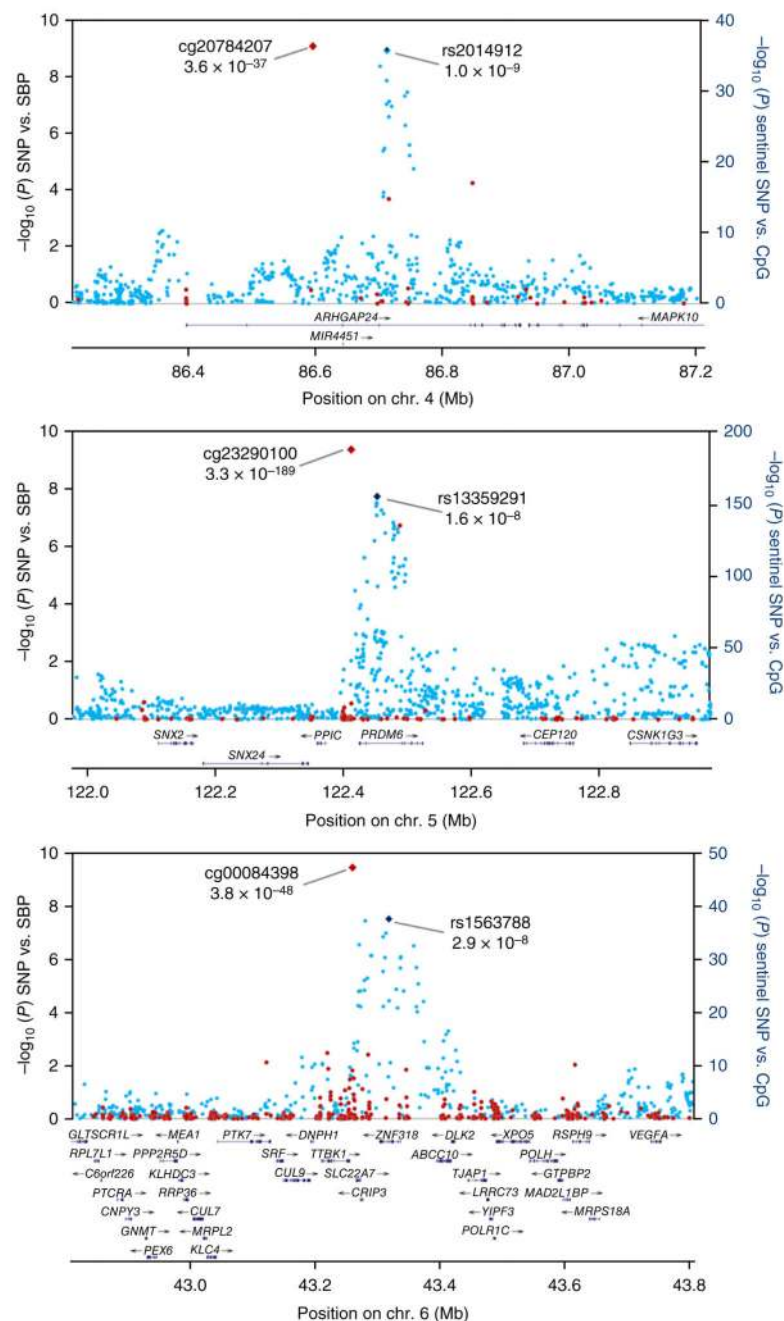 10
8
6
4
2
0
–log10 (P) SNP vs. SBP
40
30
20
10
0
–log10 (P) sentinel SNP vs. CpG
cg20784207
3.6 × 10–37
rs2014912
1.0 × 10–9
ARHGAP24→
←MAPK10
MIR4451→
86.4 86.6 86.8 87.0 87.2
Position on chr. 4 (Mb)
10
8
6
4
2
0
–log10 (P) SNP vs. SBP
200
150
100
50
0
–log10 (P) sentinel SNP vs. CpG
cg23290100
3.3 × 10–189
rs13359291
1.6 × 10–8
SNX2→ ←PPIC PRDM6→ ←CEP120 CSNK1G3→
SNX24→
122.0 122.2 122.4 122.6 122.8
Position on chr. 5 (Mb)
10
8
6
4
2
0
–log10 (P) SNP vs. SBP
50
40
30
20
10
0
–log10 (P) sentinel SNP vs. CpG
cg00084398
3.8 × 10–48
rs1563788
2.9 × 10–8
GLTSCR1L→ ←MEA1 PTK7→ ←DNPH1 ←ZNF318 ←DLK2 ←XPO5 RSPH9→ VEGFA→
RPL7L1→ PPP2R5D→ SRF→ TTBK1→ ABCC10→ POLH→
←C6orf226 KLHDC3→ CUL9→ SLC22A7→ TJAP1→ ←GTPBP2
PTCRA→ RRP36→ ←CRIP3 ←LRRC73 MAD2L1BP→
CNPY3→ ←CUL7 ←YIPF3 ←MRPS18A
GNMT→ ←MRPL2 POLR1C→
←PEX6 KLC4→
43.0 43.2 43.4 43.6 43.8
Position on chr. 6 (Mb)